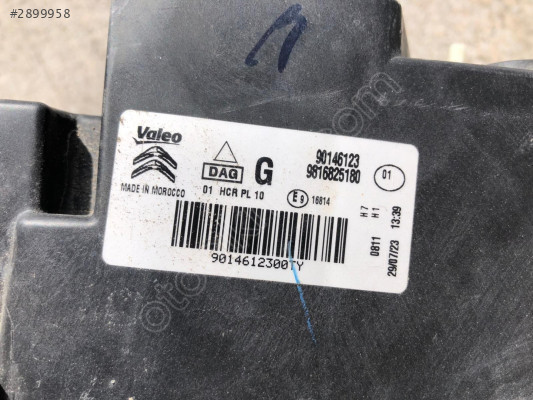 #2899958
Valeo
MADE IN MOROCCO
DAG
01 HCR PL 10
G
90146123
9816825180
01
E9 16814
H7
H1
0811
29/07/23 13:39
9014612300TY